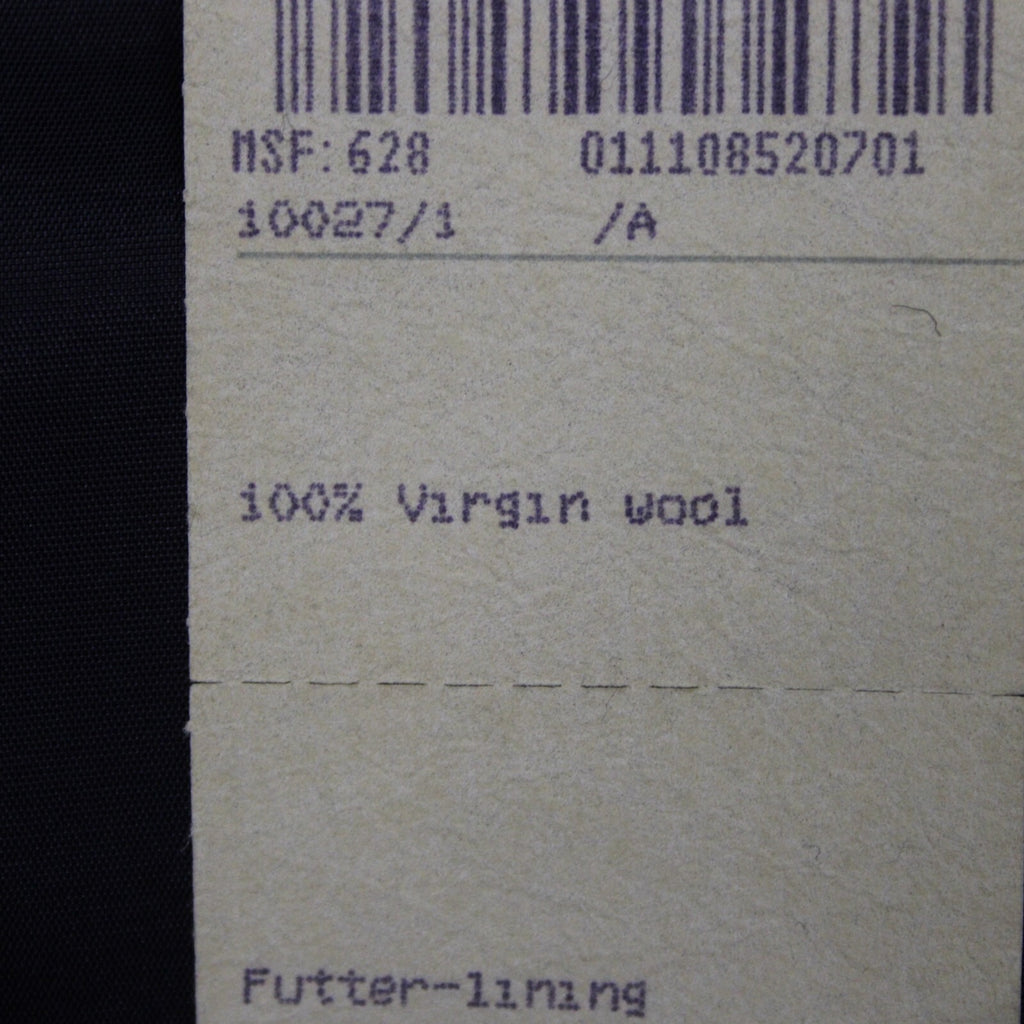 MSF: 628 011108520701
10027/1 /A
100% Virgin wool
Futter-lining